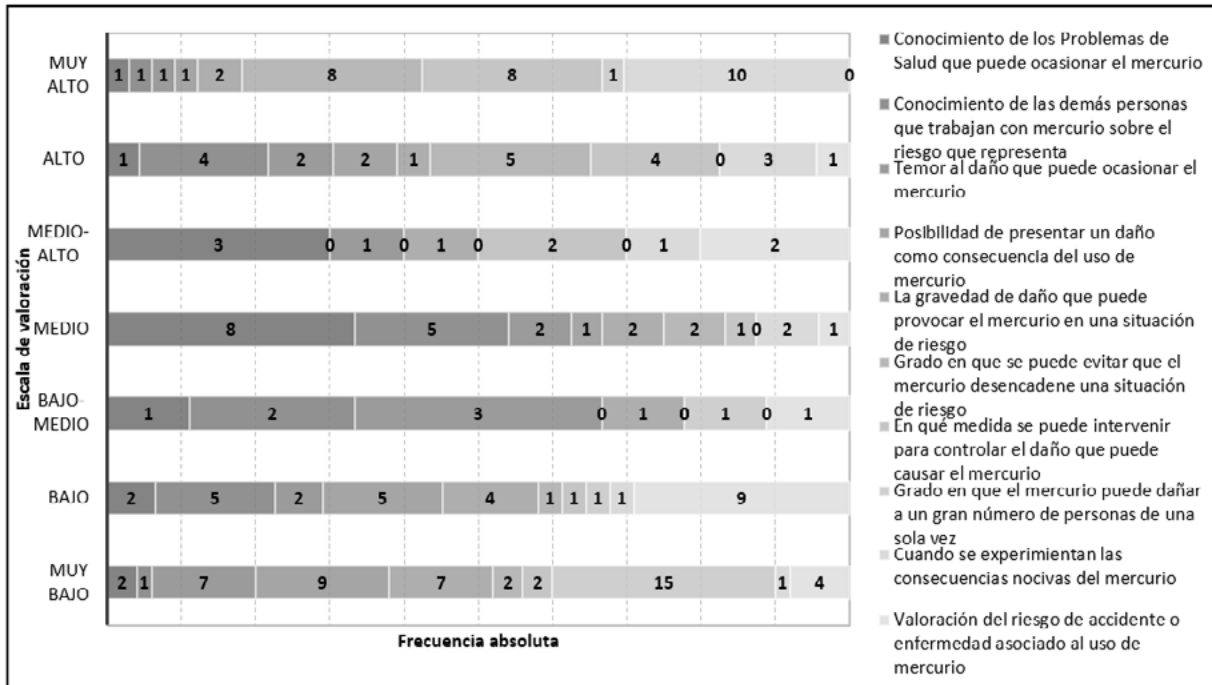 Escala de valoración
MUY
ALTO
1 1 1 1 2 8 8 1 10 0
ALTO
1 4 2 2 1 5 4 0 3 1
MEDIO-
ALTO
3 0 1 0 1 0 2 0 1 2
MEDIO
8 5 2 1 2 2 1 0 2 1
BAJO-
MEDIO
1 2 3 0 1 0 1 0 1
BAJO
2 5 2 5 4 1 1 1 1 9
MUY
BAJO
2 1 7 9 7 2 2 15 1 4
Frecuencia absoluta
Conocimiento de los Problemas de
Salud que puede ocasionar el mercurio
Conocimiento de las demás personas
que trabajan con mercurio sobre el
riesgo que representa
Temor al daño que puede ocasionar el
mercurio
Posibilidad de presentar un daño
como consecuencia del uso de
mercurio
La gravedad de daño que puede
provocar el mercurio en una situación
de riesgo
Grado en que se puede evitar que el
mercurio desencadene una situación
de riesgo
En qué medida se puede intervenir
para controlar el daño que puede
causar el mercurio
Grado en que el mercurio puede dañar
a un gran número de personas de una
sola vez
Cuando se experimientan las
consecuencias nocivas del mercurio
Valoración del riesgo de accidente o
enfermedad asociado al uso de
mercurio